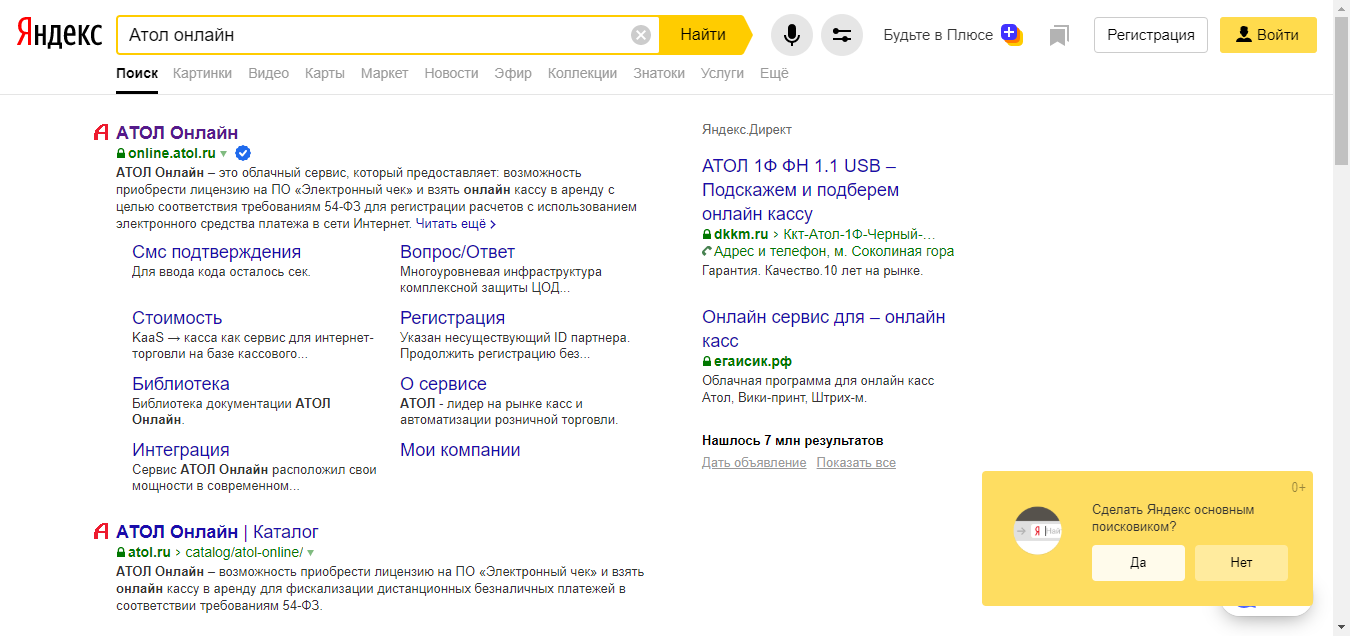 Яндекс
Атол онлайн
Найти
Будьте в Плюсе
Регистрация
Войти
Поиск Картинки Видео Карты Маркет Новости Эфир Коллекции Знатоки Услуги Ещё
АТОЛ Онлайн
online.atol.ru
АТОЛ Онлайн – это облачный сервис, который предоставляет: возможность
приобрести лицензию на ПО «Электронный чек» и взять онлайн кассу в аренду с
целью соответствия требованиям 54-ФЗ для регистрации расчетов с использованием
электронного средства платежа в сети Интернет. Читать ещё >
Смс подтверждения
Для ввода кода осталось сек.
Вопрос/Ответ
Многоуровневая инфраструктура
комплексной защиты ЦОД...
Стоимость
KaaS → касса как сервис для интернет-
торговли на базе кассового...
Регистрация
Указан несуществующий ID партнера.
Продолжить регистрацию без...
Библиотека
Библиотека документации АТОЛ
Онлайн.
О сервисе
АТОЛ - лидер на рынке касс и
автоматизации розничной торговли.
Интеграция
Сервис АТОЛ Онлайн расположил свои
мощности в современном...
Мои компании
АТОЛ Онлайн | Каталог
atol.ru > catalog/atol-online/
АТОЛ Онлайн – возможность приобрести лицензию на ПО «Электронный чек» и взять
онлайн кассу в аренду для фискализации дистанционных безналичных платежей в
соответствии требованиям 54-ФЗ.
Яндекс.Директ
АТОЛ 1Ф ФН 1.1 USB –
Подскажем и подберем
онлайн кассу
dkkm.ru > Ккт-Атол-1Ф-Черный-...
Адрес и телефон, м. Соколиная гора
Гарантия. Качество.10 лет на рынке.
Онлайн сервис для – онлайн
касс
егаисик.рф
Облачная программа для онлайн касс
Атол, Вики-принт, Штрих-м.
Нашлось 7 млн результатов
Дать объявление Показать все
0+
Сделать Яндекс основным
поисковиком?
Я Най
Да
Нет